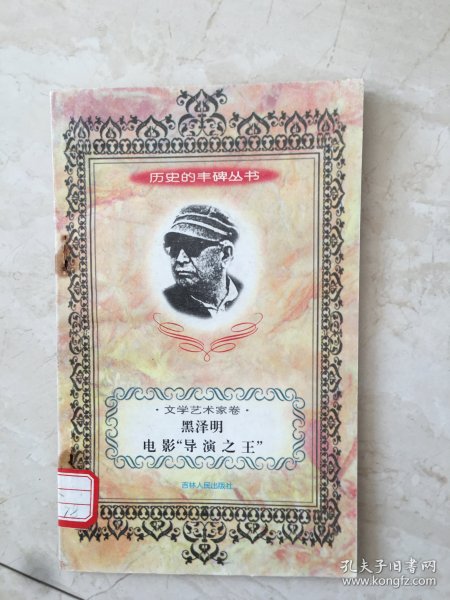 历史的丰碑丛书
·文学艺术家卷·
黑泽明
电影“导演之王”
吉林人民出版社
孔夫子旧书网
www.kongfz.com